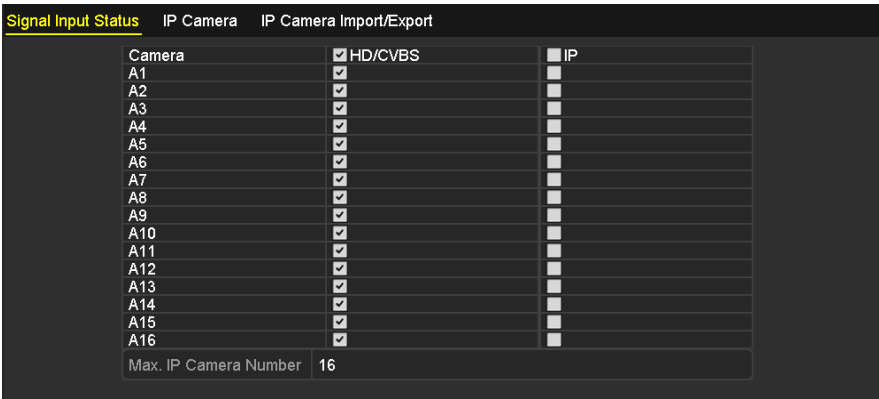 Signal Input Status IP Camera IP Camera Import/Export
Camera HD/CVBS IP
A1
A2
A3
A4
A5
A6
A7
A8
A9
A10
A11
A12
A13
A14
A15
A16
Max. IP Camera Number 16